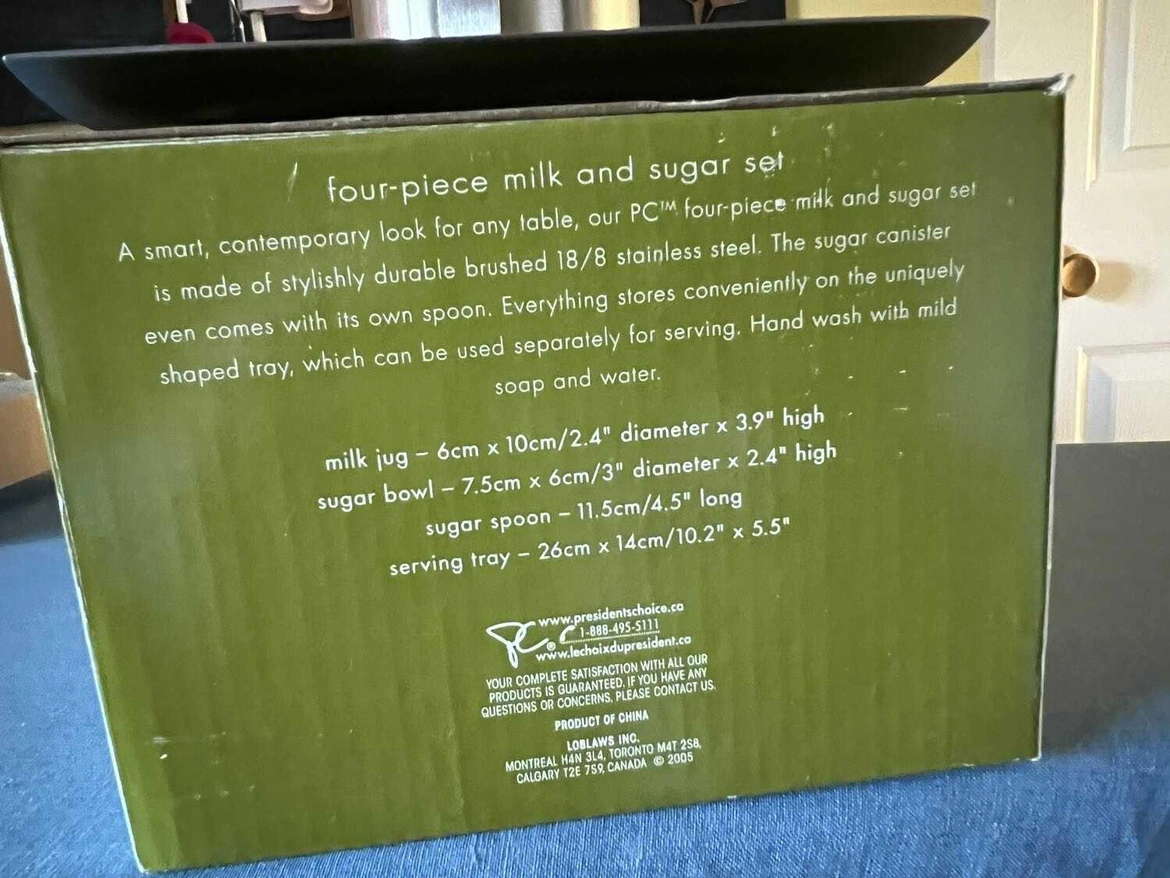 four-piece milk and sugar set
A smart, contemporary look for any table, our PC™ four-piece milk and sugar set
is made of stylishly durable brushed 18/8 stainless steel. The sugar canister
even comes with its own spoon. Everything stores conveniently on the uniquely
shaped tray, which can be used separately for serving. Hand wash with mild
soap and water.
milk jug – 6cm x 10cm/2.4" diameter x 3.9" high
sugar bowl – 7.5cm x 6cm/3" diameter x 2.4" high
sugar spoon – 11.5cm/4.5" long
serving tray – 26cm x 14cm/10.2" x 5.5"
www.presidentschoice.ca
PC® 1-888-495-5111
www.lechoixdupresident.ca
YOUR COMPLETE SATISFACTION WITH ALL OUR
PRODUCTS IS GUARANTEED. IF YOU HAVE ANY
QUESTIONS OR CONCERNS, PLEASE CONTACT US.
PRODUCT OF CHINA
LOBLAWS INC.
MONTREAL H4N 3L4, TORONTO M4T 2S8,
CALGARY T2E 7S9, CANADA © 2005